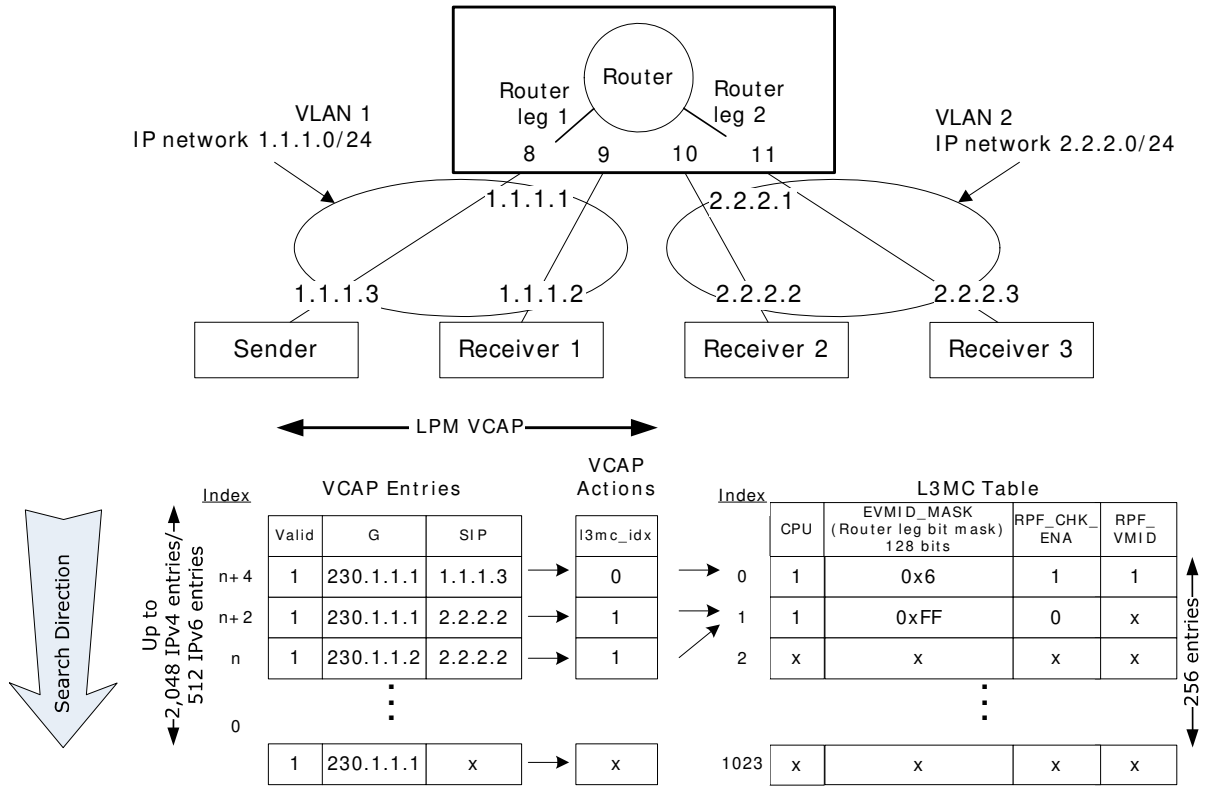 Router
Router
leg 1
Router
leg 2
VLAN 1
IP network 1.1.1.0/24
VLAN 2
IP network 2.2.2.0/24
8 9 10 11
1.1.1.1 2.2.2.1
1.1.1.3 1.1.1.2 2.2.2.2 2.2.2.3
Sender Receiver 1 Receiver 2 Receiver 3
LPM VCAP
Search Direction
Up to
2,048 IPv4 entries/
512 IPv6 entries
Index
VCAP Entries
VCAP
Actions
Valid G SIP l3mc_idx
n+4 1 230.1.1.1 1.1.1.3 0
n+2 1 230.1.1.1 2.2.2.2 1
n 1 230.1.1.2 2.2.2.2 1
0
1 230.1.1.1 x x
Index
L3MC Table
CPU
EVMID_MASK
(Router leg bit mask)
128 bits
RPF_CHK_
ENA
RPF_
VMID
0 1 0x6 1 1
1 1 0xFF 0 x
2 x x x x
1023 x x x x
256 entries